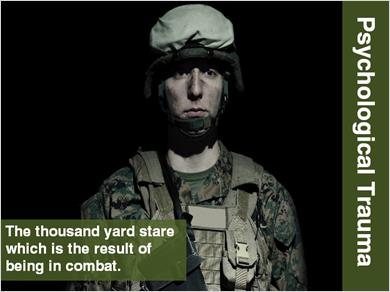 Psychological Trauma
The thousand yard stare
which is the result of
being in combat.